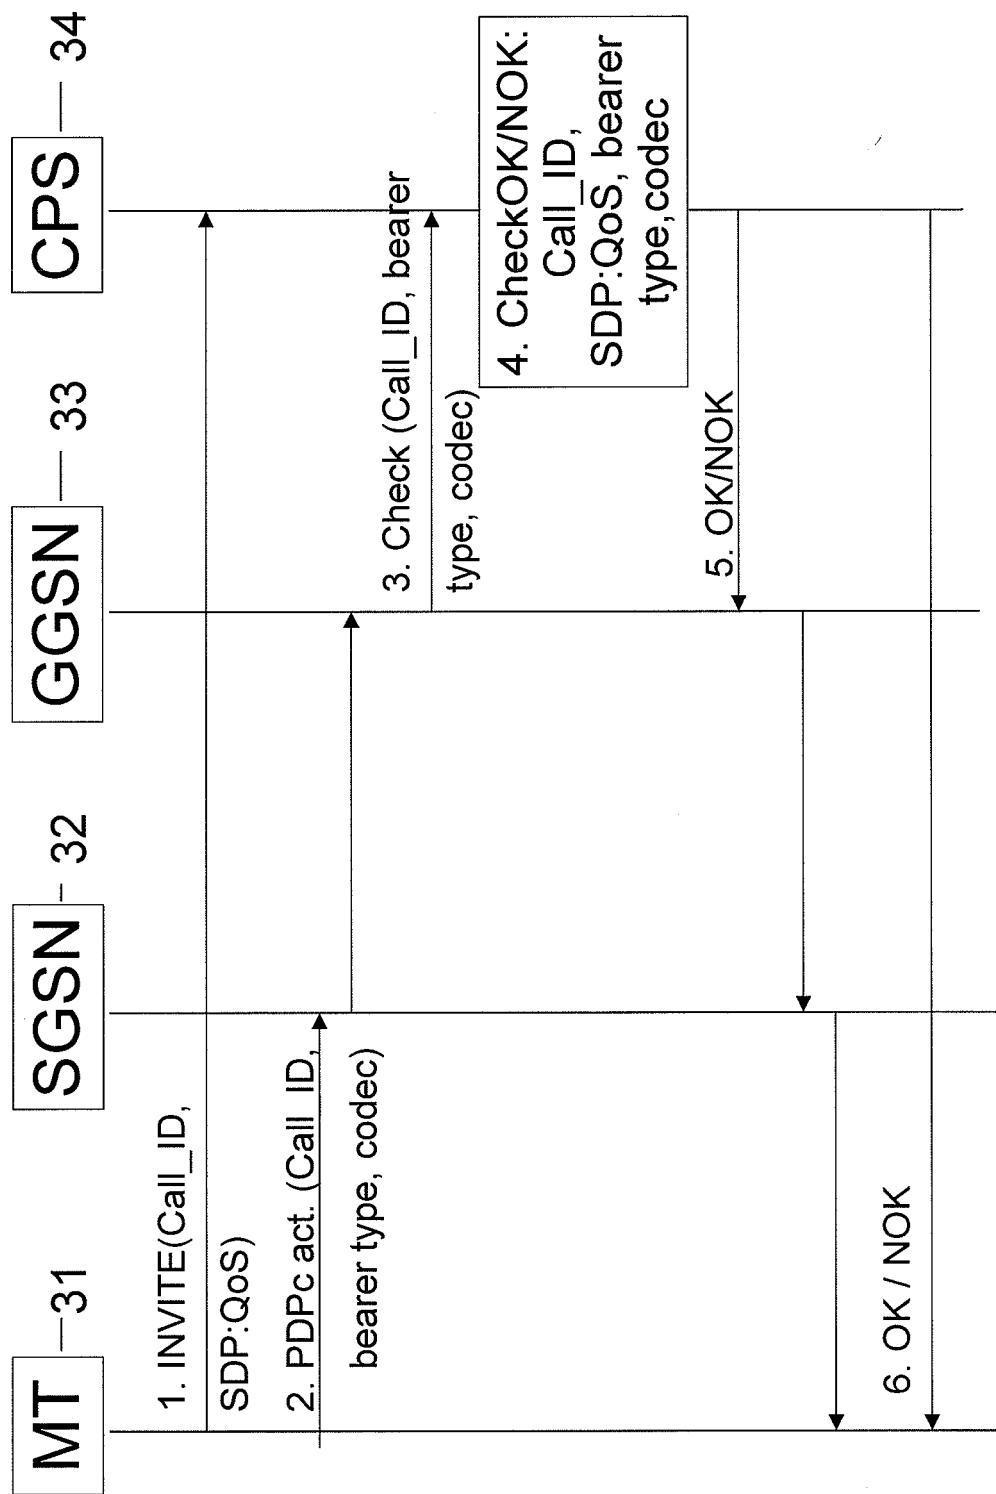 MT 31
SGSN 32
GGSN 33
CPS 34
1. INVITE(Call_ID,
SDP:QoS)
2. PDPc act. (Call_ID,
bearer type, codec)
3. Check (Call_ID, bearer
type, codec)
4. CheckOK/NOK:
Call_ID,
SDP:QoS, bearer
type,codec
5. OK/NOK
6. OK / NOK